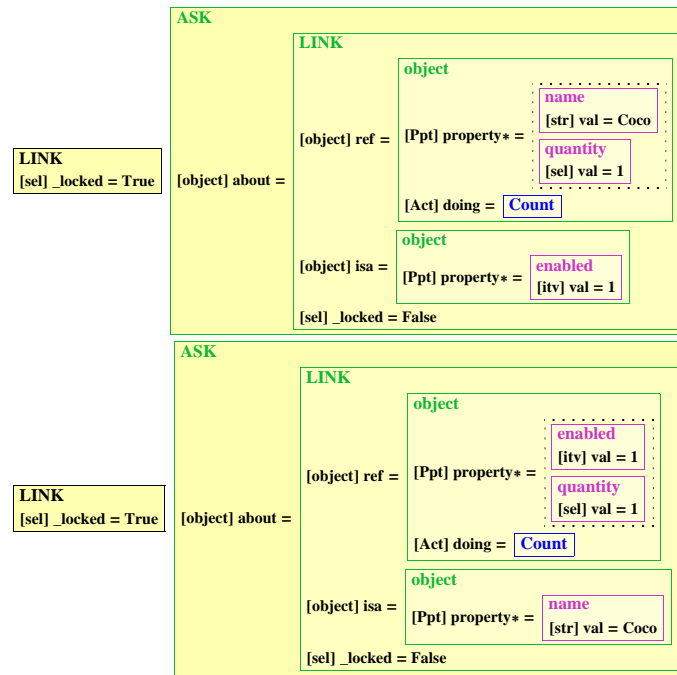 ASK
LINK
object
name
[str] val = Coco
[object] ref = [Ppt] property* =
quantity
[sel] val = 1
LINK
[sel] _locked = True
[object] about =
[Act] doing = Count
object
[object] isa = [Ppt] property* = enabled
[itv] val = 1
[sel] _locked = False
ASK
LINK
object
enabled
[itv] val = 1
[object] ref = [Ppt] property* =
quantity
[sel] val = 1
LINK
[sel] _locked = True
[object] about =
[Act] doing = Count
object
[object] isa = [Ppt] property* = name
[str] val = Coco
[sel] _locked = False